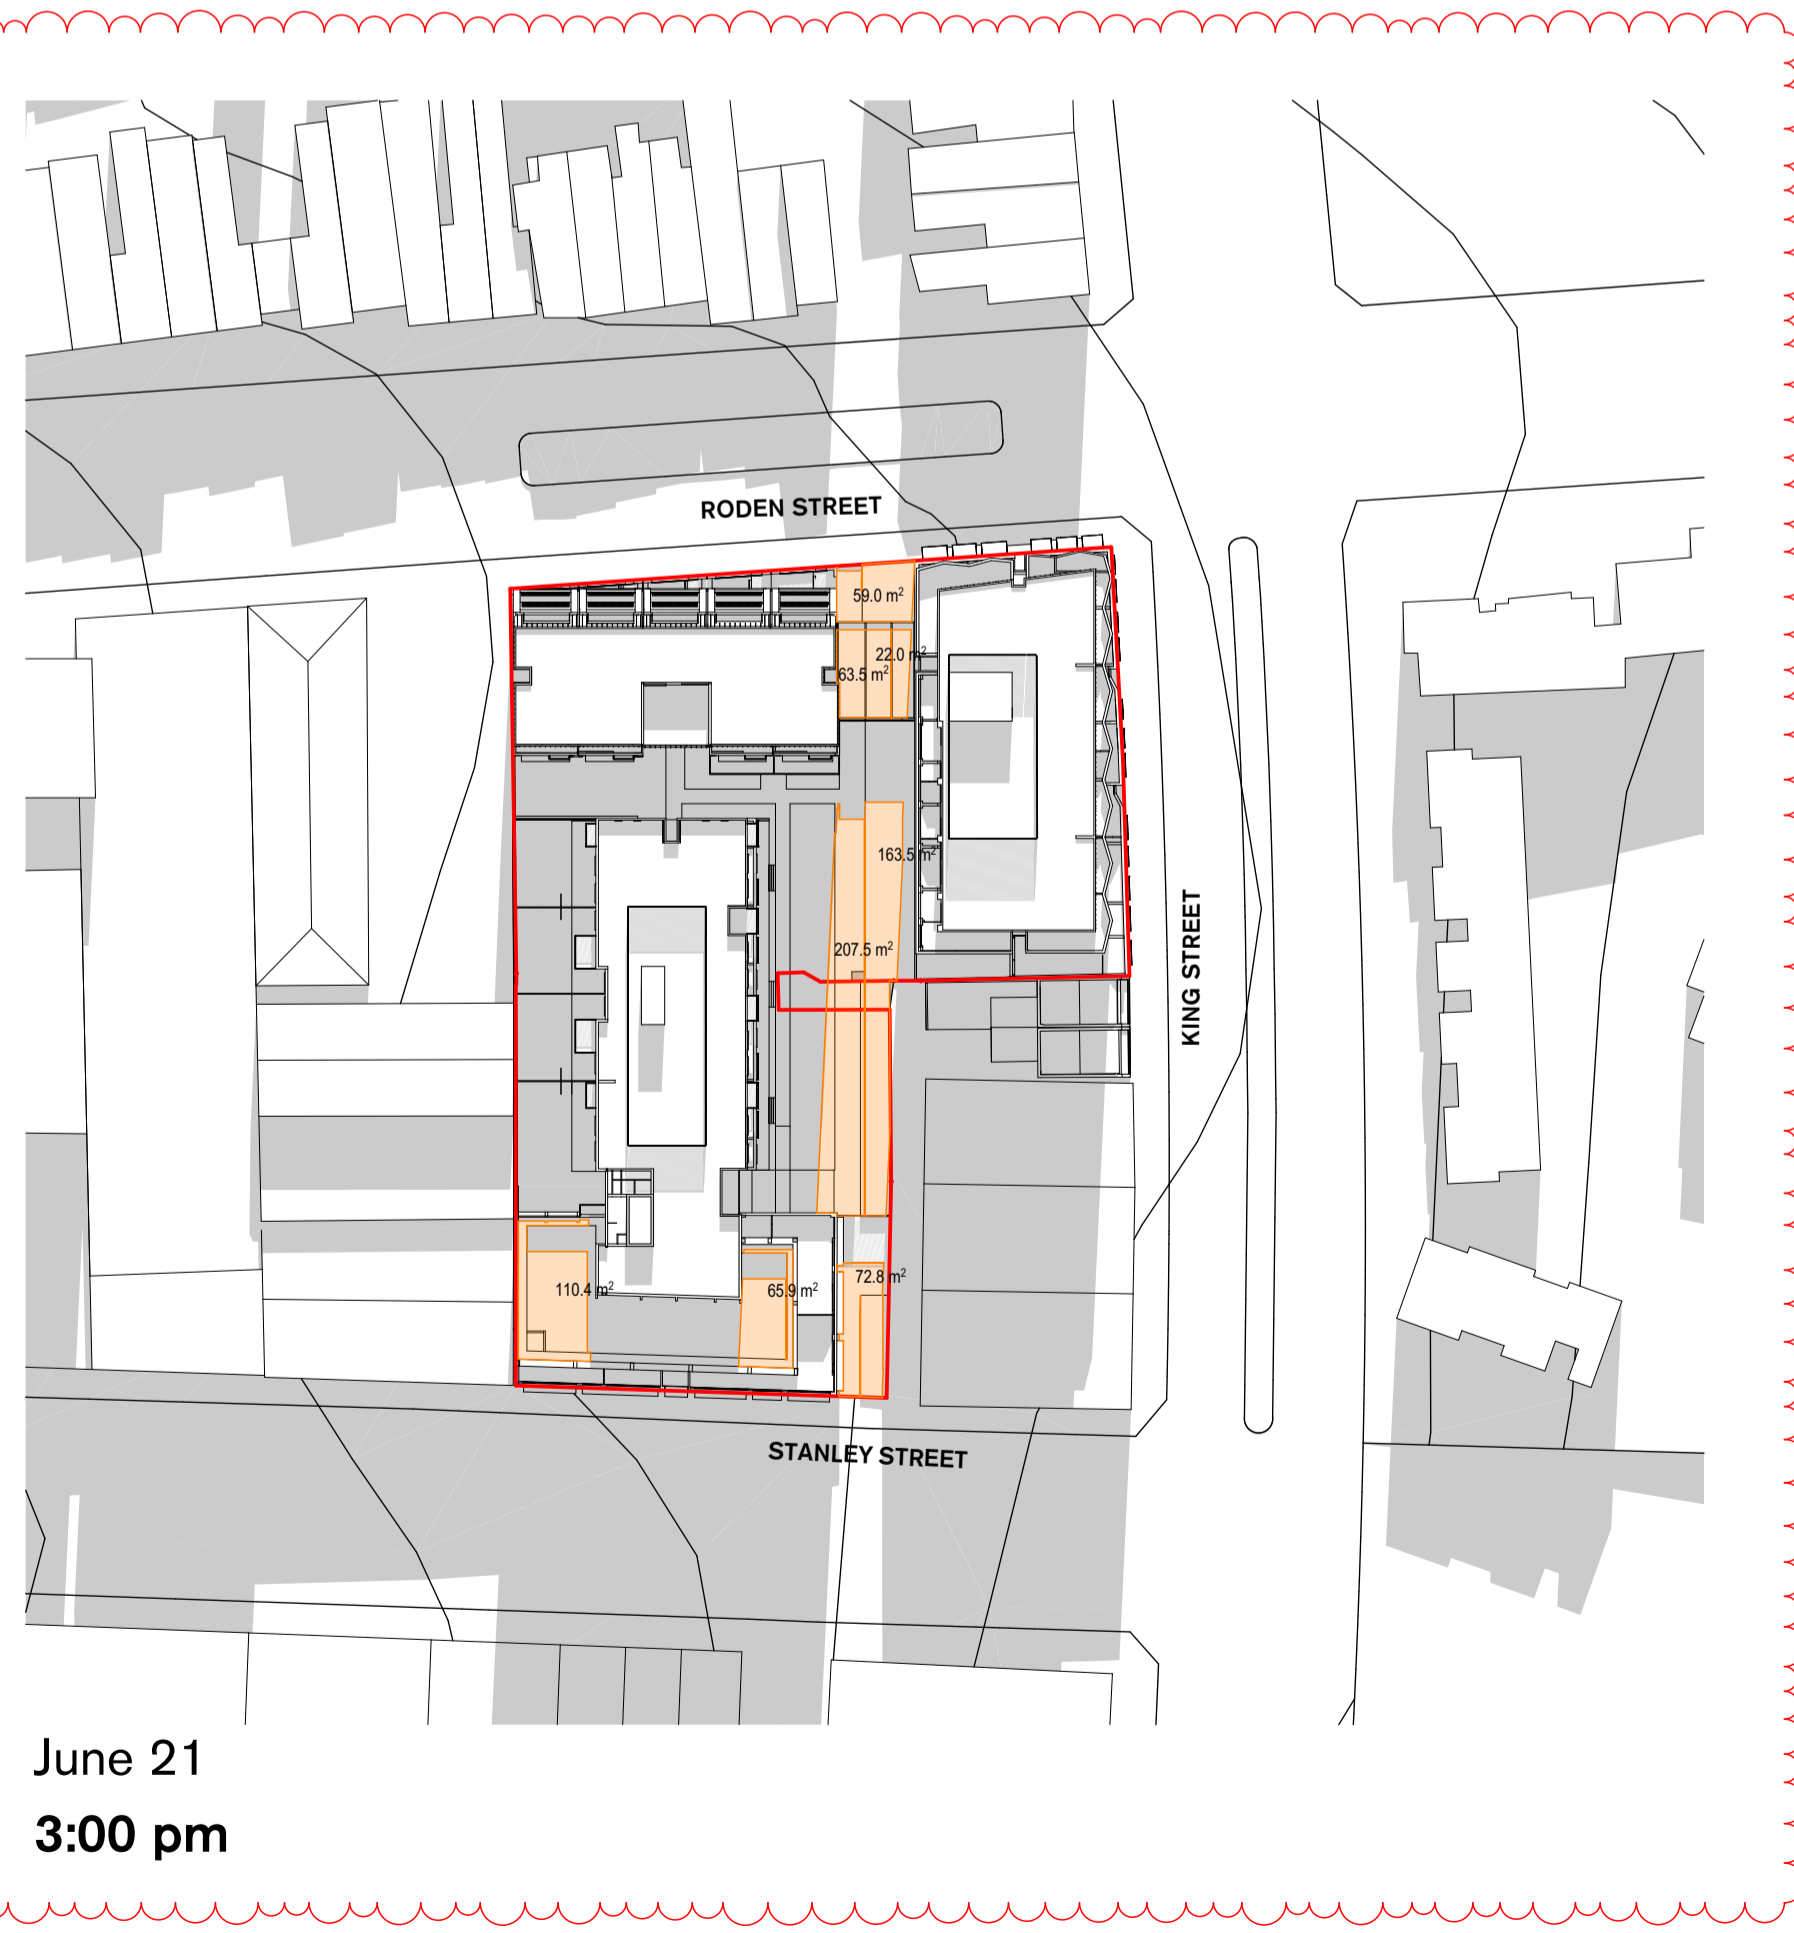 RODEN STREET
59.0 m²
22.0 m²
63.5 m²
163.5 m²
207.5 m²
KING STREET
110.4 m²
65.9 m²
72.8 m²
STANLEY STREET
June 21
3:00 pm